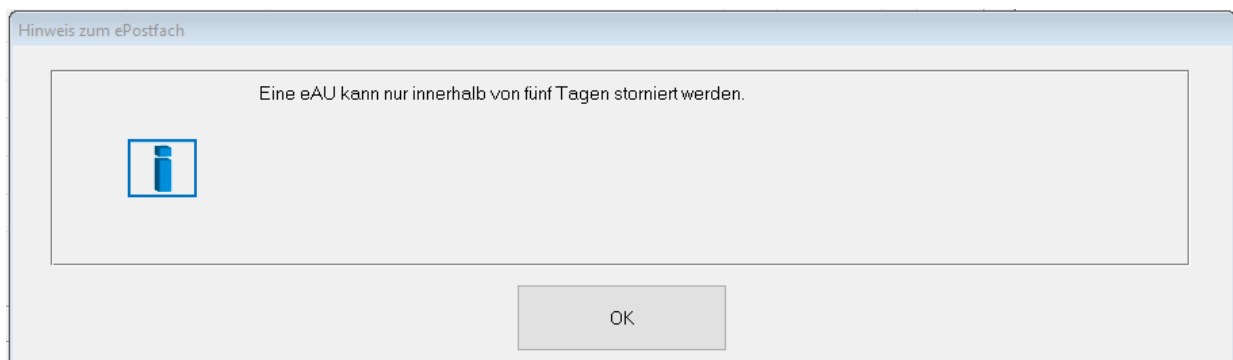 Hinweis zum ePostfach
Eine eAU kann nur innerhalb von fünf Tagen storniert werden.
OK